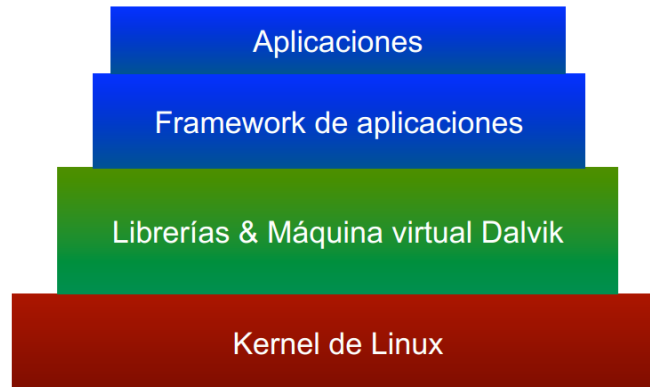 Aplicaciones
Framework de aplicaciones
Librerías & Máquina virtual Dalvik
Kernel de Linux